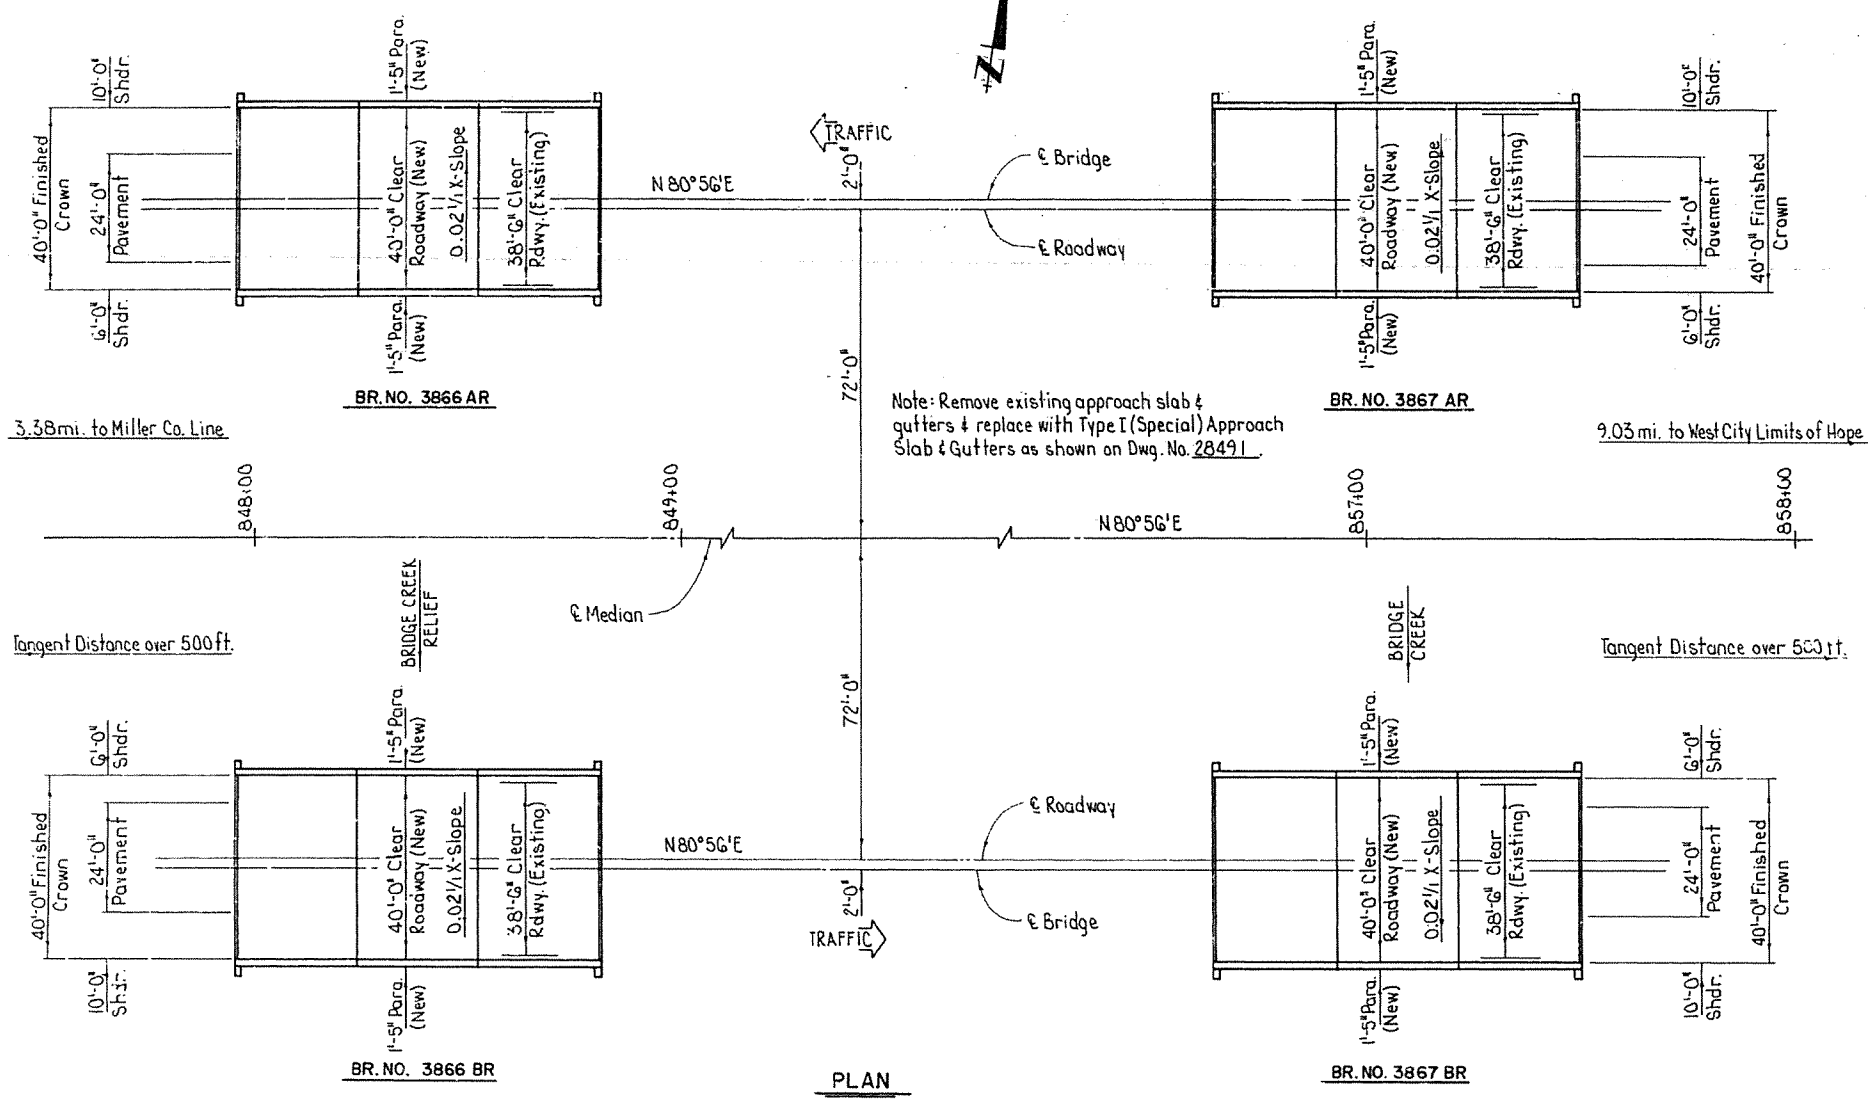 N
10'-0"
Shdr.
40'-0" Finished
Crown
24'-0"
Pavement
6'-0"
Shdr.
1'-5" Para.
(New)
40'-0" Clear
Roadway (New)
0.02'/1 X-Slope
38'-6" Clear
Rdwy. (Existing)
1'-5" Para.
(New)
BR. NO. 3866 AR
N 80°56'E
TRAFFIC
2'-0"
℄ Bridge
℄ Roadway
72'-0"
1'-5" Para.
(New)
40'-0" Clear
Roadway (New)
0.02'/1 X-Slope
38'-6" Clear
Rdwy. (Existing)
1'-5" Para.
(New)
10'-0"
Shdr.
24'-0"
Pavement
40'-0" Finished
Crown
6'-0"
Shdr.
BR. NO. 3867 AR
Note: Remove existing approach slab &
gutters & replace with Type I (Special) Approach
Slab & Gutters as shown on Dwg. No. 28491.
3.38 mi. to Miller Co. Line
9.03 mi. to West City Limits of Hope
848+00
849+00
N 80°56'E
857+00
858+00
℄ Median
BRIDGE CREEK
RELIEF
BRIDGE
CREEK
Tangent Distance over 500 ft.
Tangent Distance over 500 ft.
72'-0"
6'-0"
Shdr.
40'-0" Finished
Crown
24'-0"
Pavement
10'-0"
Shdr.
1'-5" Para.
(New)
40'-0" Clear
Roadway (New)
0.02'/1 X-Slope
38'-6" Clear
Rdwy. (Existing)
1'-5" Para.
(New)
BR. NO. 3866 BR
N 80°56'E
℄ Roadway
℄ Bridge
2'-0"
TRAFFIC
1'-5" Para.
(New)
40'-0" Clear
Roadway (New)
0.02'/1 X-Slope
38'-6" Clear
Rdwy. (Existing)
1'-5" Para.
(New)
6'-0"
Shdr.
24'-0"
Pavement
40'-0" Finished
Crown
10'-0"
Shdr.
BR. NO. 3867 BR
PLAN